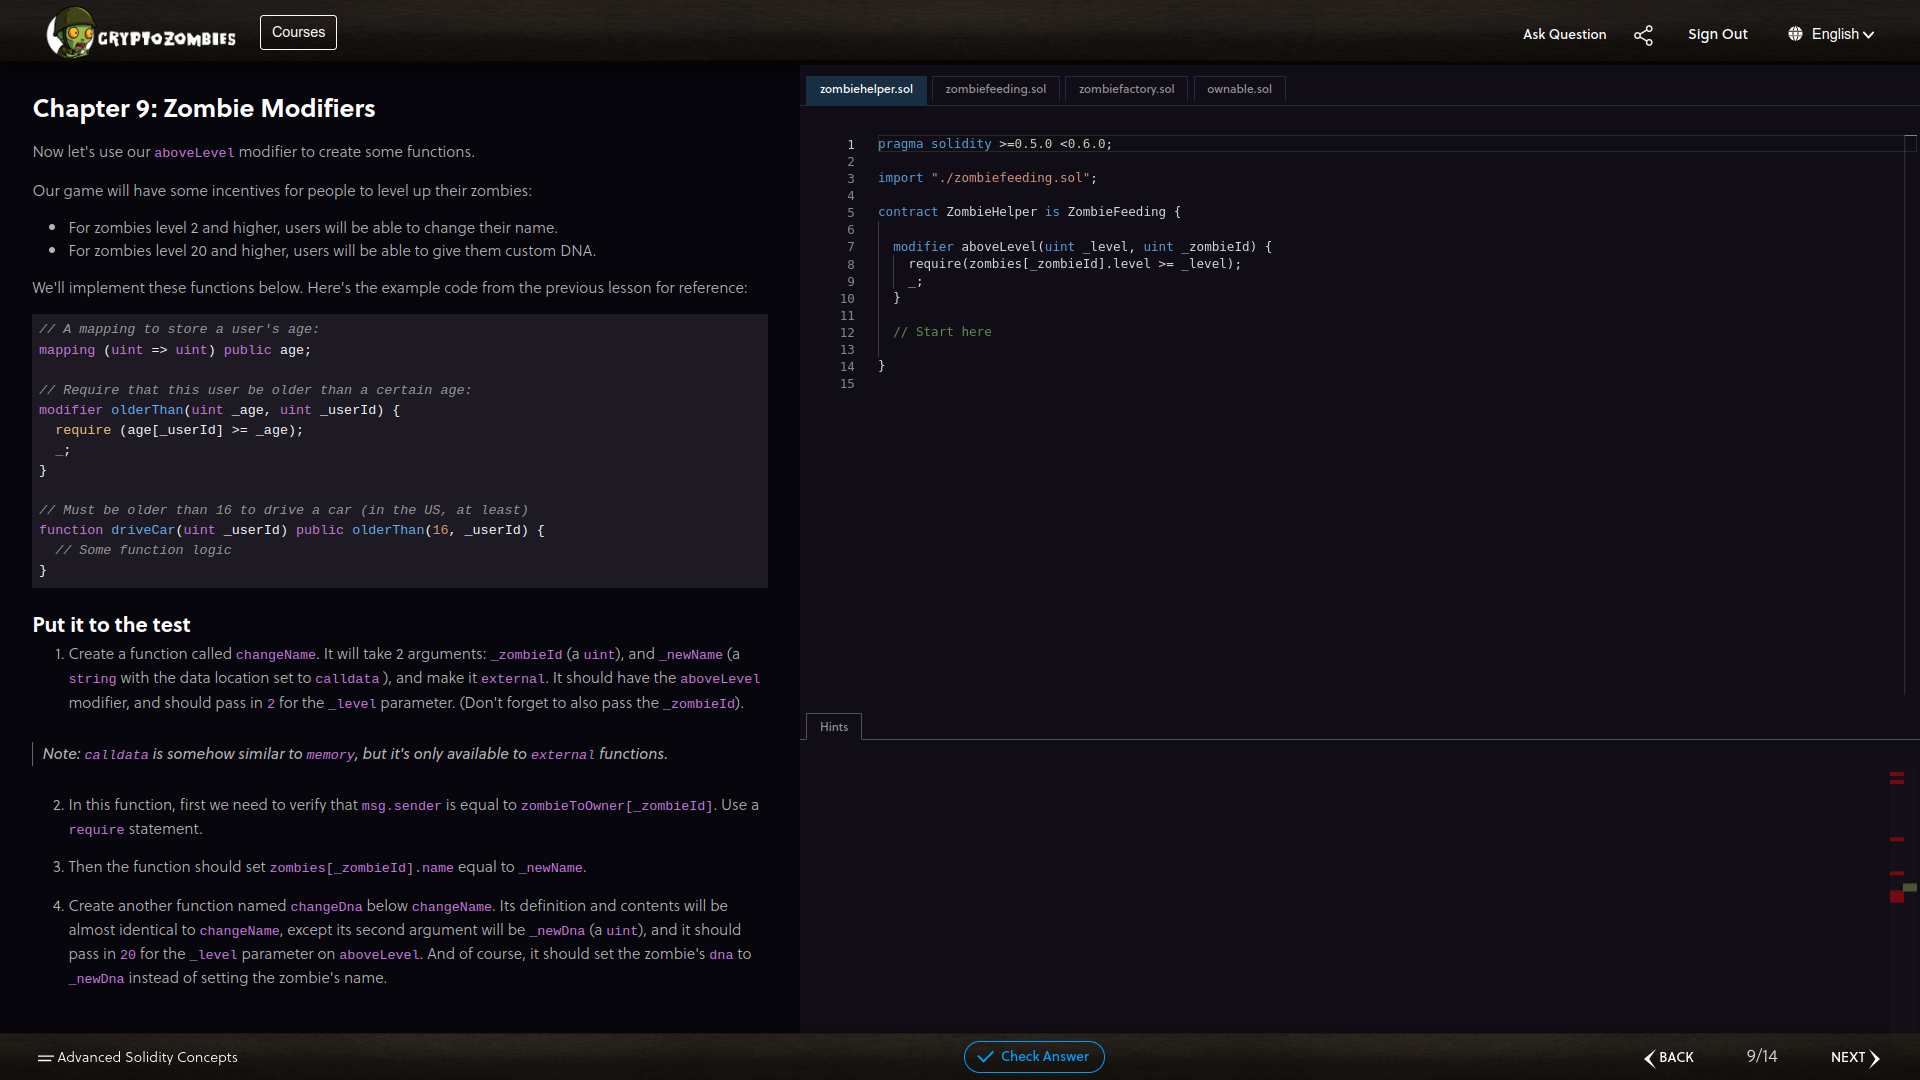 CRYPTOZOMBIES
Courses
Ask Question
Sign Out
English
Chapter 9: Zombie Modifiers
Now let's use our aboveLevel modifier to create some functions.
Our game will have some incentives for people to level up their zombies:
For zombies level 2 and higher, users will be able to change their name.
For zombies level 20 and higher, users will be able to give them custom DNA.
We'll implement these functions below. Here's the example code from the previous lesson for reference:
// A mapping to store a user's age:
mapping (uint => uint) public age;
// Require that this user be older than a certain age:
modifier olderThan(uint _age, uint _userId) {
require (age[_userId] >= _age);
_;
}
// Must be older than 16 to drive a car (in the US, at least)
function driveCar(uint _userId) public olderThan(16, _userId) {
// Some function logic
}
Put it to the test
1. Create a function called changeName. It will take 2 arguments: _zombieId (a uint), and _newName (a
string with the data location set to calldata ), and make it external. It should have the aboveLevel
modifier, and should pass in 2 for the _level parameter. (Don't forget to also pass the _zombieId).
Note: calldata is somehow similar to memory, but it's only available to external functions.
2. In this function, first we need to verify that msg.sender is equal to zombieToOwner[_zombieId]. Use a
require statement.
3. Then the function should set zombies[_zombieId].name equal to _newName.
4. Create another function named changeDna below changeName. Its definition and contents will be
almost identical to changeName, except its second argument will be _newDna (a uint), and it should
pass in 20 for the _level parameter on aboveLevel. And of course, it should set the zombie's dna to
_newDna instead of setting the zombie's name.
zombiehelper.sol
zombiefeeding.sol
zombiefactory.sol
ownable.sol
1 pragma solidity >=0.5.0 <0.6.0;
2
3 import "./zombiefeeding.sol";
4
5 contract ZombieHelper is ZombieFeeding {
6
7 modifier aboveLevel(uint _level, uint _zombieId) {
8 require(zombies[_zombieId].level >= _level);
9 _;
10 }
11
12 // Start here
13
14 }
15
Hints
Advanced Solidity Concepts
Check Answer
BACK
9/14
NEXT